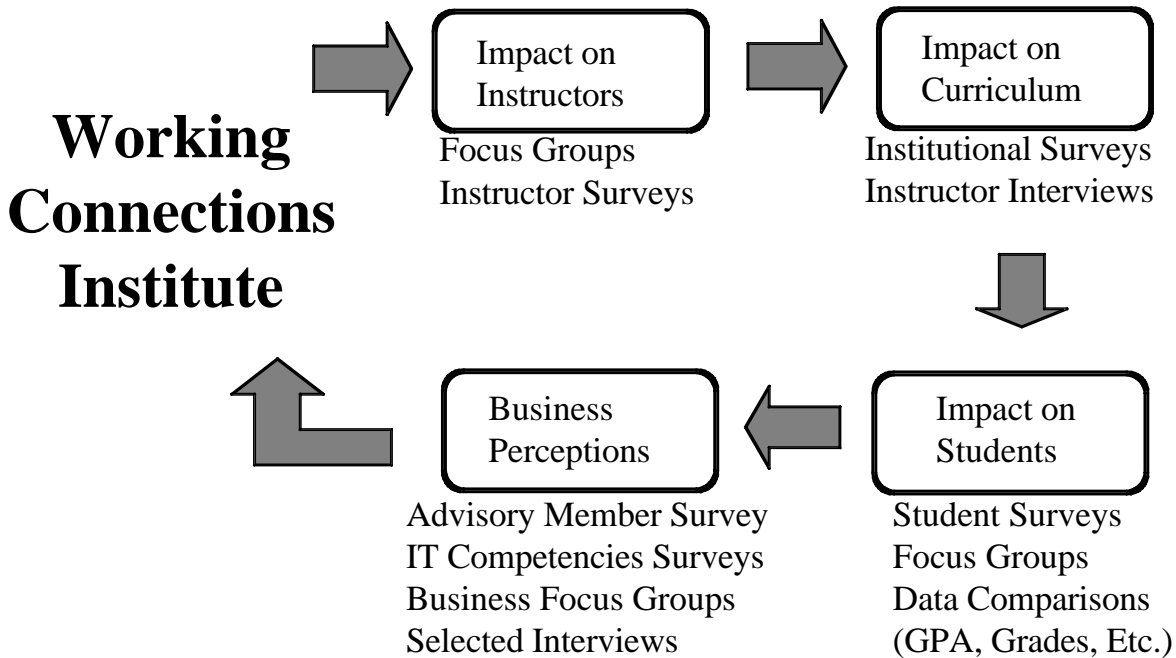 Working
Connections
Institute
Impact on
Instructors
Focus Groups
Instructor Surveys
Impact on
Curriculum
Institutional Surveys
Instructor Interviews
Impact on
Students
Student Surveys
Focus Groups
Data Comparisons
(GPA, Grades, Etc.)
Business
Perceptions
Advisory Member Survey
IT Competencies Surveys
Business Focus Groups
Selected Interviews